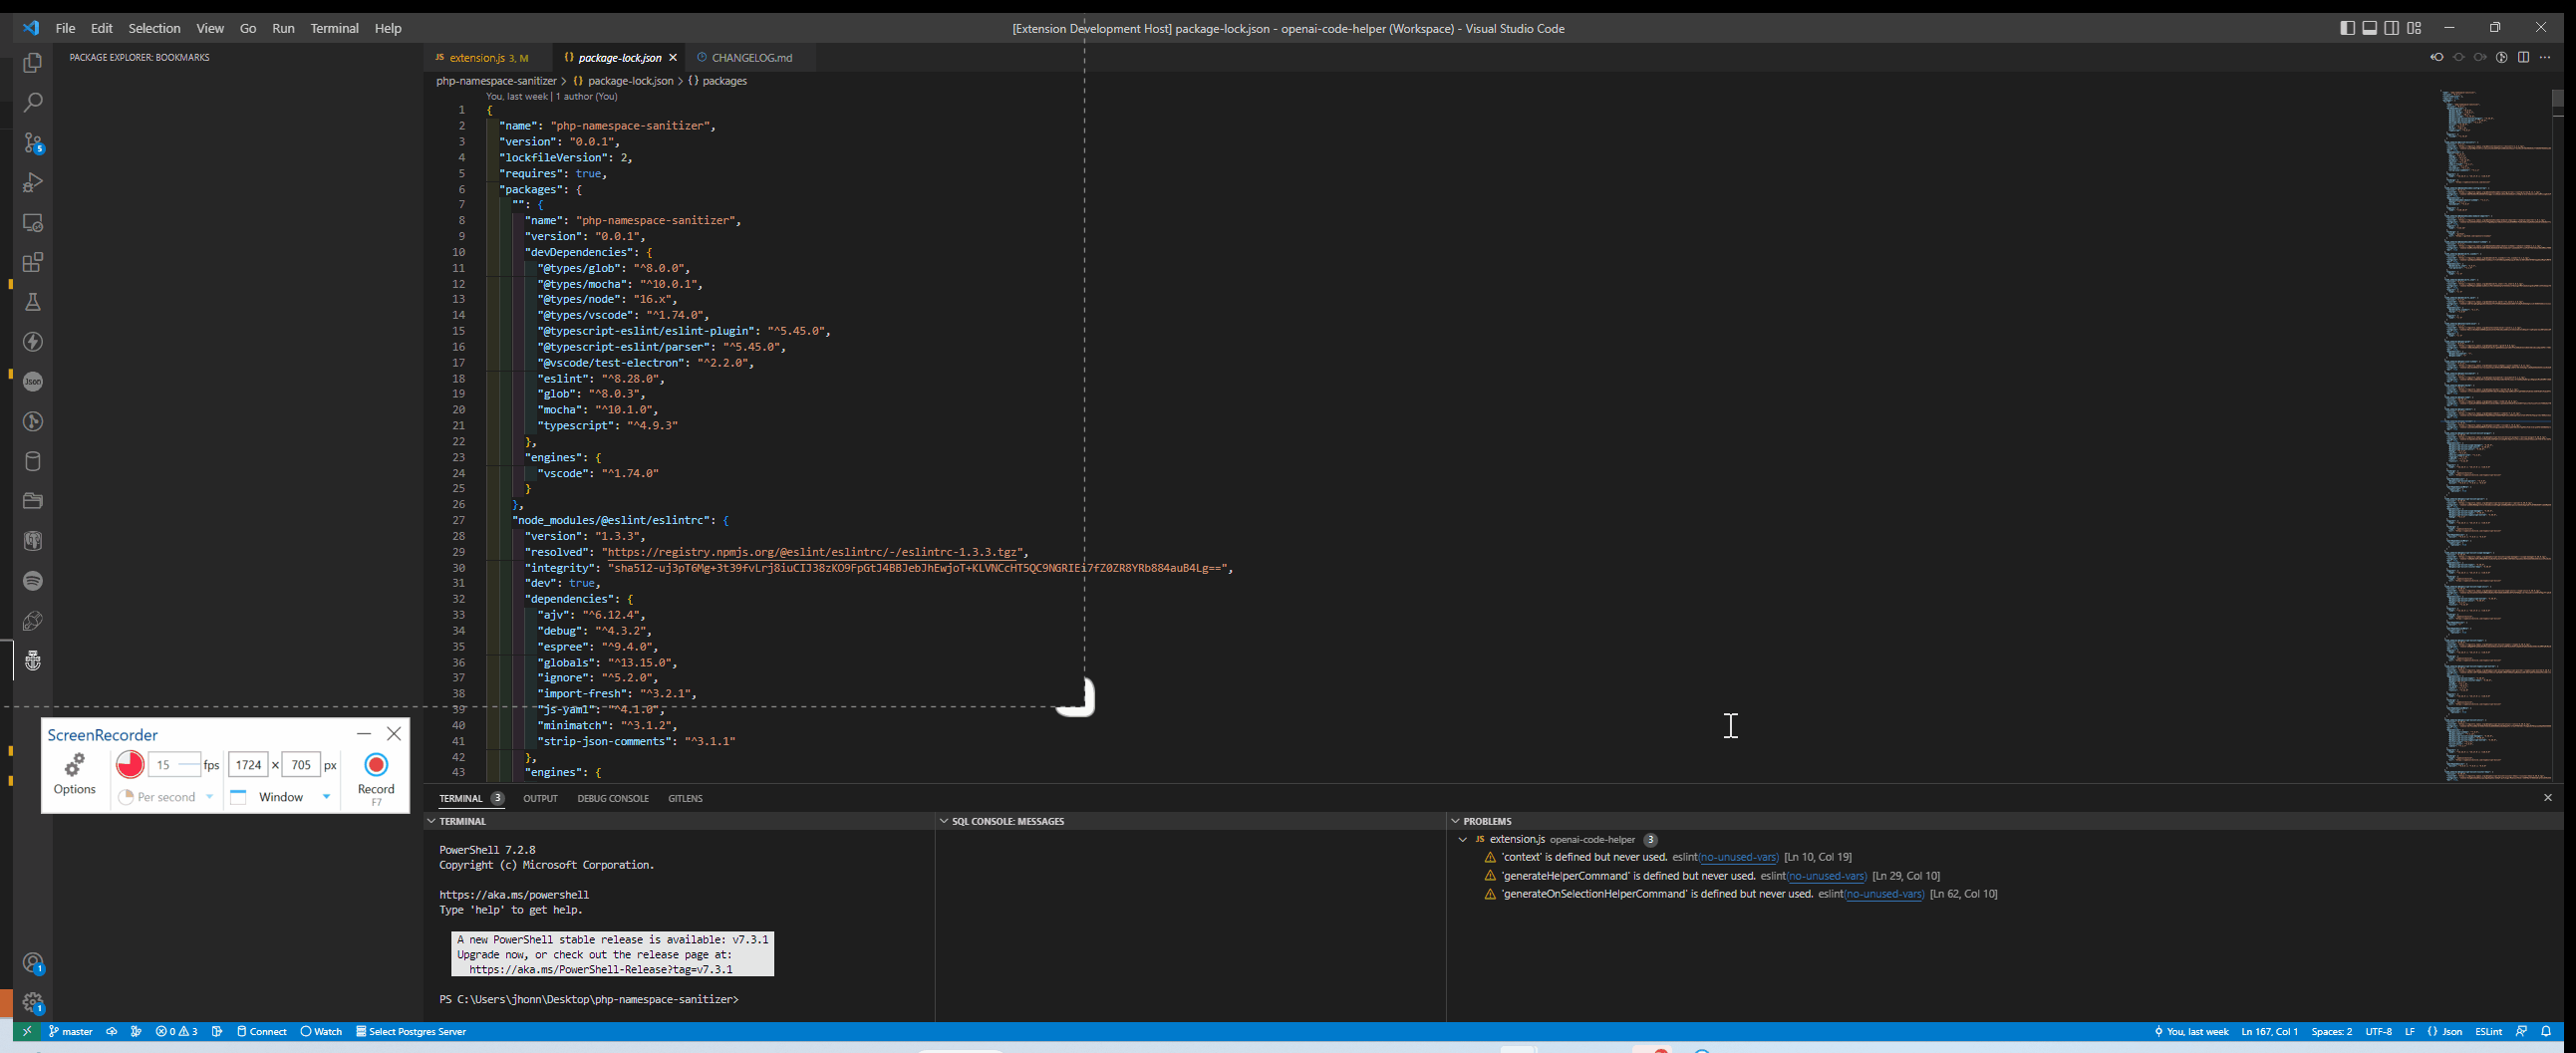 File Edit Selection View Go Run Terminal Help
[Extension Development Host] package-lock.json - openai-code-helper (Workspace) - Visual Studio Code
PACKAGE EXPLORER: BOOKMARKS
JS extension.js 3, M
{} package-lock.json
CHANGELOG.md
php-namespace-sanitizer > {} package-lock.json > {} packages
You, last week | 1 author (You)
1 {
2 "name": "php-namespace-sanitizer",
3 "version": "0.0.1",
4 "lockfileVersion": 2,
5 "requires": true,
6 "packages": {
7 "": {
8 "name": "php-namespace-sanitizer",
9 "version": "0.0.1",
10 "devDependencies": {
11 "@types/glob": "^8.0.0",
12 "@types/mocha": "^10.0.1",
13 "@types/node": "16.x",
14 "@types/vscode": "^1.74.0",
15 "@typescript-eslint/eslint-plugin": "^5.45.0",
16 "@typescript-eslint/parser": "^5.45.0",
17 "@vscode/test-electron": "^2.2.0",
18 "eslint": "^8.28.0",
19 "glob": "^8.0.3",
20 "mocha": "^10.1.0",
21 "typescript": "^4.9.3"
22 },
23 "engines": {
24 "vscode": "^1.74.0"
25 }
26 },
27 "node_modules/@eslint/eslintrc": {
28 "version": "1.3.3",
29 "resolved": "https://registry.npmjs.org/@eslint/eslintrc/-/eslintrc-1.3.3.tgz",
30 "integrity": "sha512-uj3pT6Mg+3t39fvLrj8iuCIJ38zKO9FpGtJ4BBJebJhEwjoT+KLVNCcHT5QC9NGRIEi7fZ0ZR8YRb884auB4Lg==",
31 "dev": true,
32 "dependencies": {
33 "ajv": "^6.12.4",
34 "debug": "^4.3.2",
35 "espree": "^9.4.0",
36 "globals": "^13.15.0",
37 "ignore": "^5.2.0",
38 "import-fresh": "^3.2.1",
39 "js-yaml": "^4.1.0",
40 "minimatch": "^3.1.2",
41 "strip-json-comments": "^3.1.1"
42 },
43 "engines": {
5
Json
1
1
ScreenRecorder
15 fps 1724 × 705 px
Options
Per second Window
Record
F7
TERMINAL 3 OUTPUT DEBUG CONSOLE GITLENS
TERMINAL
PowerShell 7.2.8
Copyright (c) Microsoft Corporation.
https://aka.ms/powershell
Type 'help' to get help.
A new PowerShell stable release is available: v7.3.1
Upgrade now, or check out the release page at:
https://aka.ms/PowerShell-Release?tag=v7.3.1
PS C:\Users\jhonn\Desktop\php-namespace-sanitizer>
SQL CONSOLE: MESSAGES
PROBLEMS
JS extension.js openai-code-helper 3
'context' is defined but never used. eslint(no-unused-vars) [Ln 10, Col 19]
'generateHelperCommand' is defined but never used. eslint(no-unused-vars) [Ln 29, Col 10]
'generateOnSelectionHelperCommand' is defined but never used. eslint(no-unused-vars) [Ln 62, Col 10]
master 0 3 Connect Watch Select Postgres Server
You, last week Ln 167, Col 1 Spaces: 2 UTF-8 LF {} Json ESLint